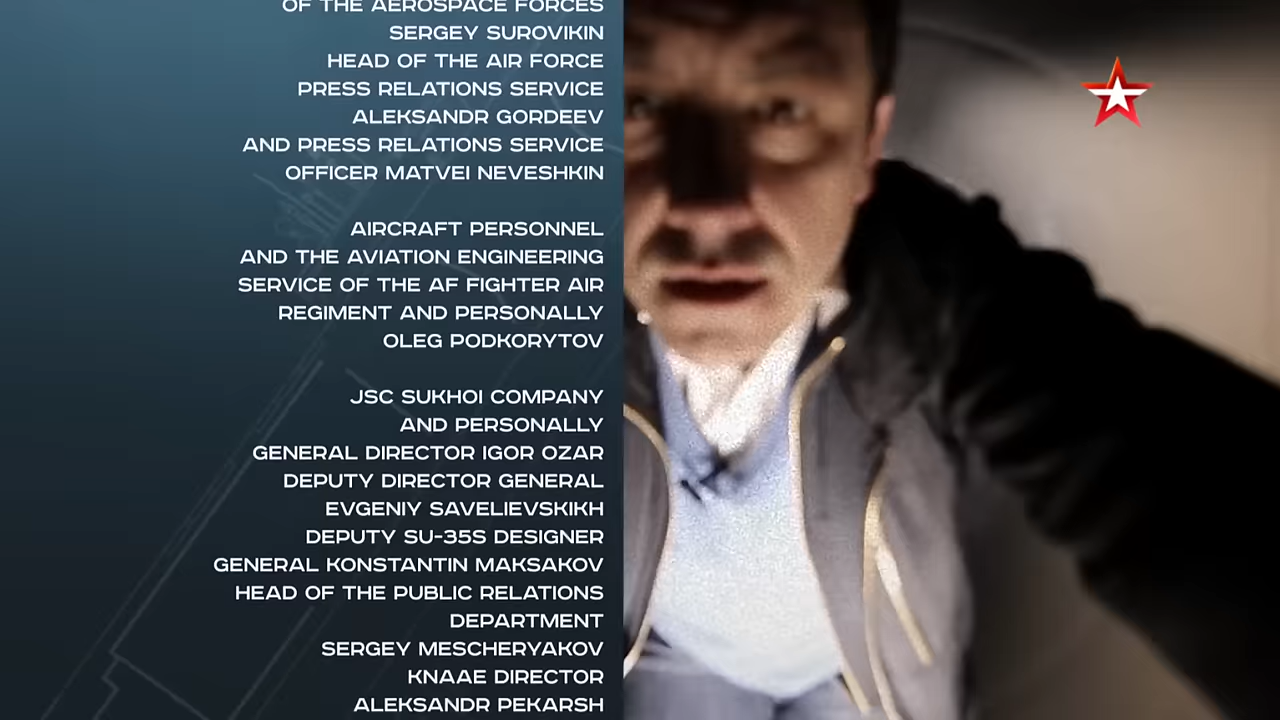 OF THE AEROSPACE FORCES
SERGEY SUROVIKIN
HEAD OF THE AIR FORCE
PRESS RELATIONS SERVICE
ALEKSANDR GORDEEV
AND PRESS RELATIONS SERVICE
OFFICER MATVEI NEVESHKIN
AIRCRAFT PERSONNEL
AND THE AVIATION ENGINEERING
SERVICE OF THE AF FIGHTER AIR
REGIMENT AND PERSONALLY
OLEG PODKORYTOV
JSC SUKHOI COMPANY
AND PERSONALLY
GENERAL DIRECTOR IGOR OZAR
DEPUTY DIRECTOR GENERAL
EVGENIY SAVELIEVSKIKH
DEPUTY SU-35S DESIGNER
GENERAL KONSTANTIN MAKSAKOV
HEAD OF THE PUBLIC RELATIONS
DEPARTMENT
SERGEY MESCHERYAKOV
KNAAE DIRECTOR
ALEKSANDR PEKARSH